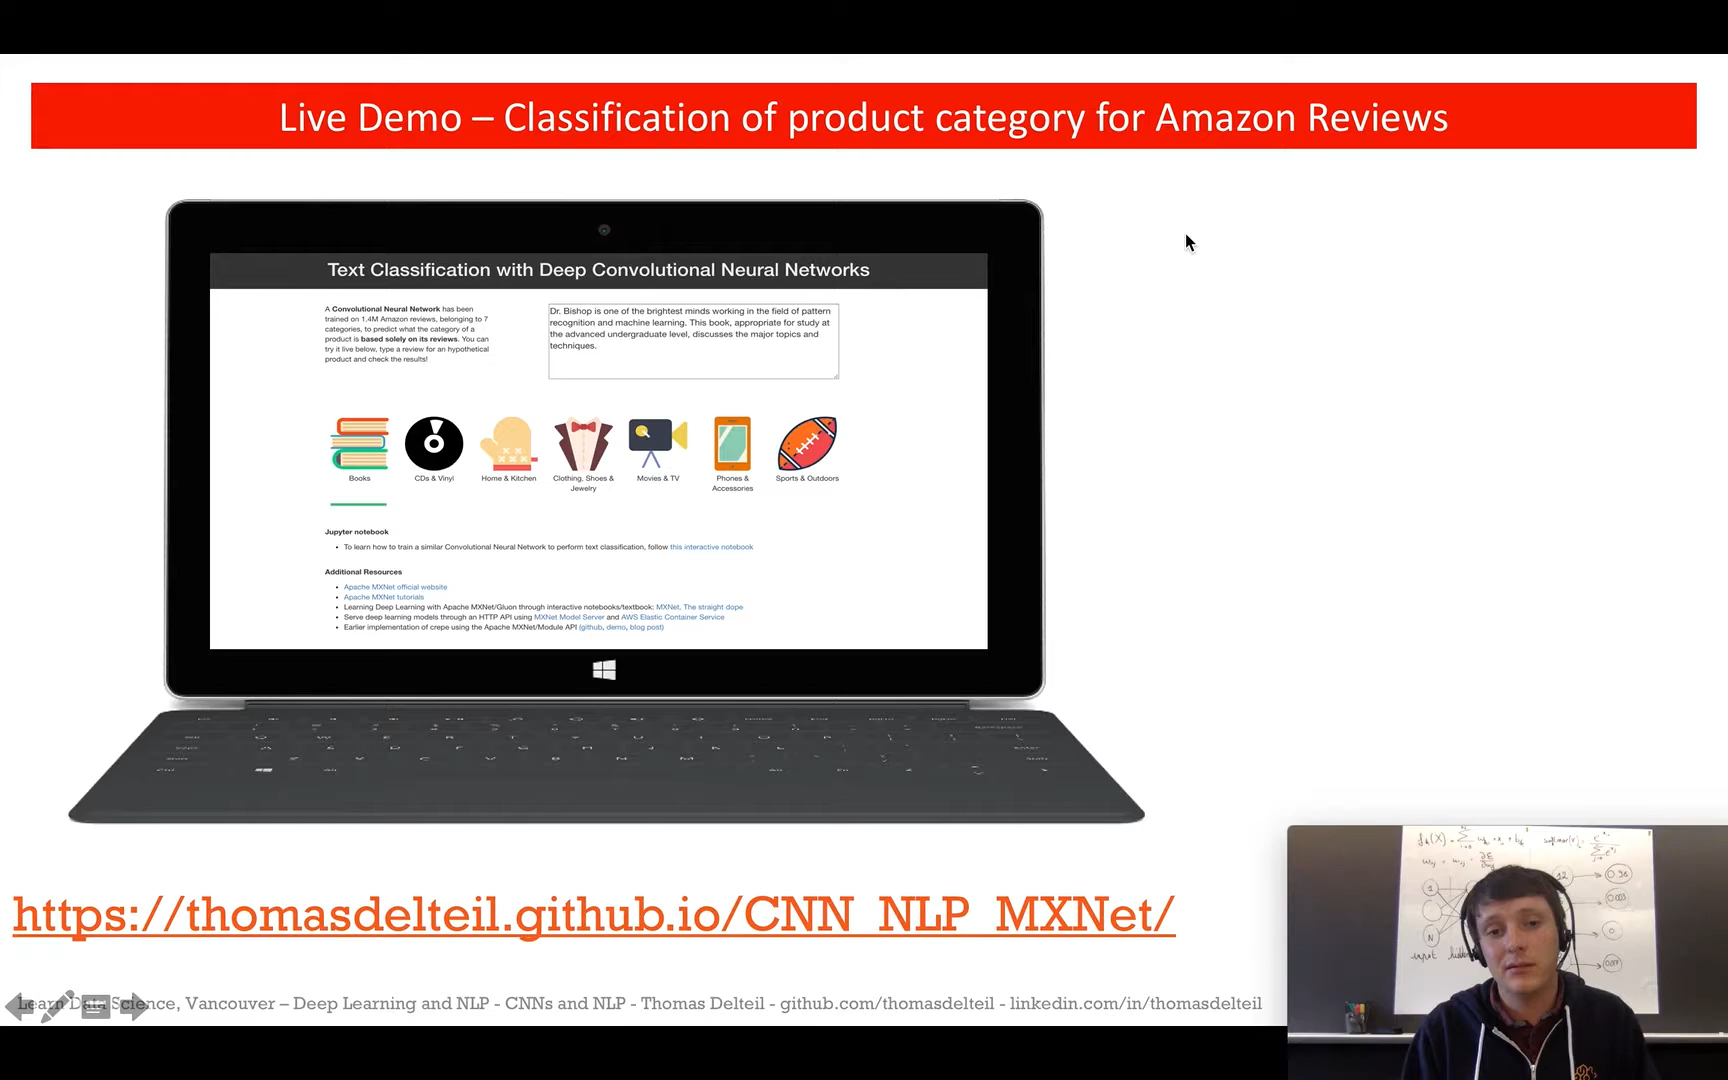 Live Demo – Classification of product category for Amazon Reviews
Text Classification with Deep Convolutional Neural Networks
A Convolutional Neural Network has been
trained on 1.4M Amazon reviews, belonging to 7
categories, to predict what the category of a
product is based solely on its reviews. You can
try it live below, type a review for an hypothetical
product and check the results!
Dr. Bishop is one of the brightest minds working in the field of pattern
recognition and machine learning. This book, appropriate for study at
the advanced undergraduate level, discusses the major topics and
techniques.
Books
CDs & Vinyl
Home & Kitchen
Clothing, Shoes &
Jewelry
Movies & TV
Phones &
Accessories
Sports & Outdoors
Jupyter notebook
To learn how to train a similar Convolutional Neural Network to perform text classification, follow this interactive notebook
Additional Resources
Apache MXNet official website
Apache MXNet tutorials
Learning Deep Learning with Apache MXNet/Gluon through interactive notebooks/textbook: MXNet, The straight dope
Serve deep learning models through an HTTP API using MXNet Model Server and AWS Elastic Container Service
Earlier implementation of crepe using the Apache MXNet/Module API (github, demo, blog post)
https://thomasdelteil.github.io/CNN_NLP_MXNet/
Learn Data Science, Vancouver – Deep Learning and NLP - CNNs and NLP - Thomas Delteil - github.com/thomasdelteil - linkedin.com/in/thomasdelteil
input